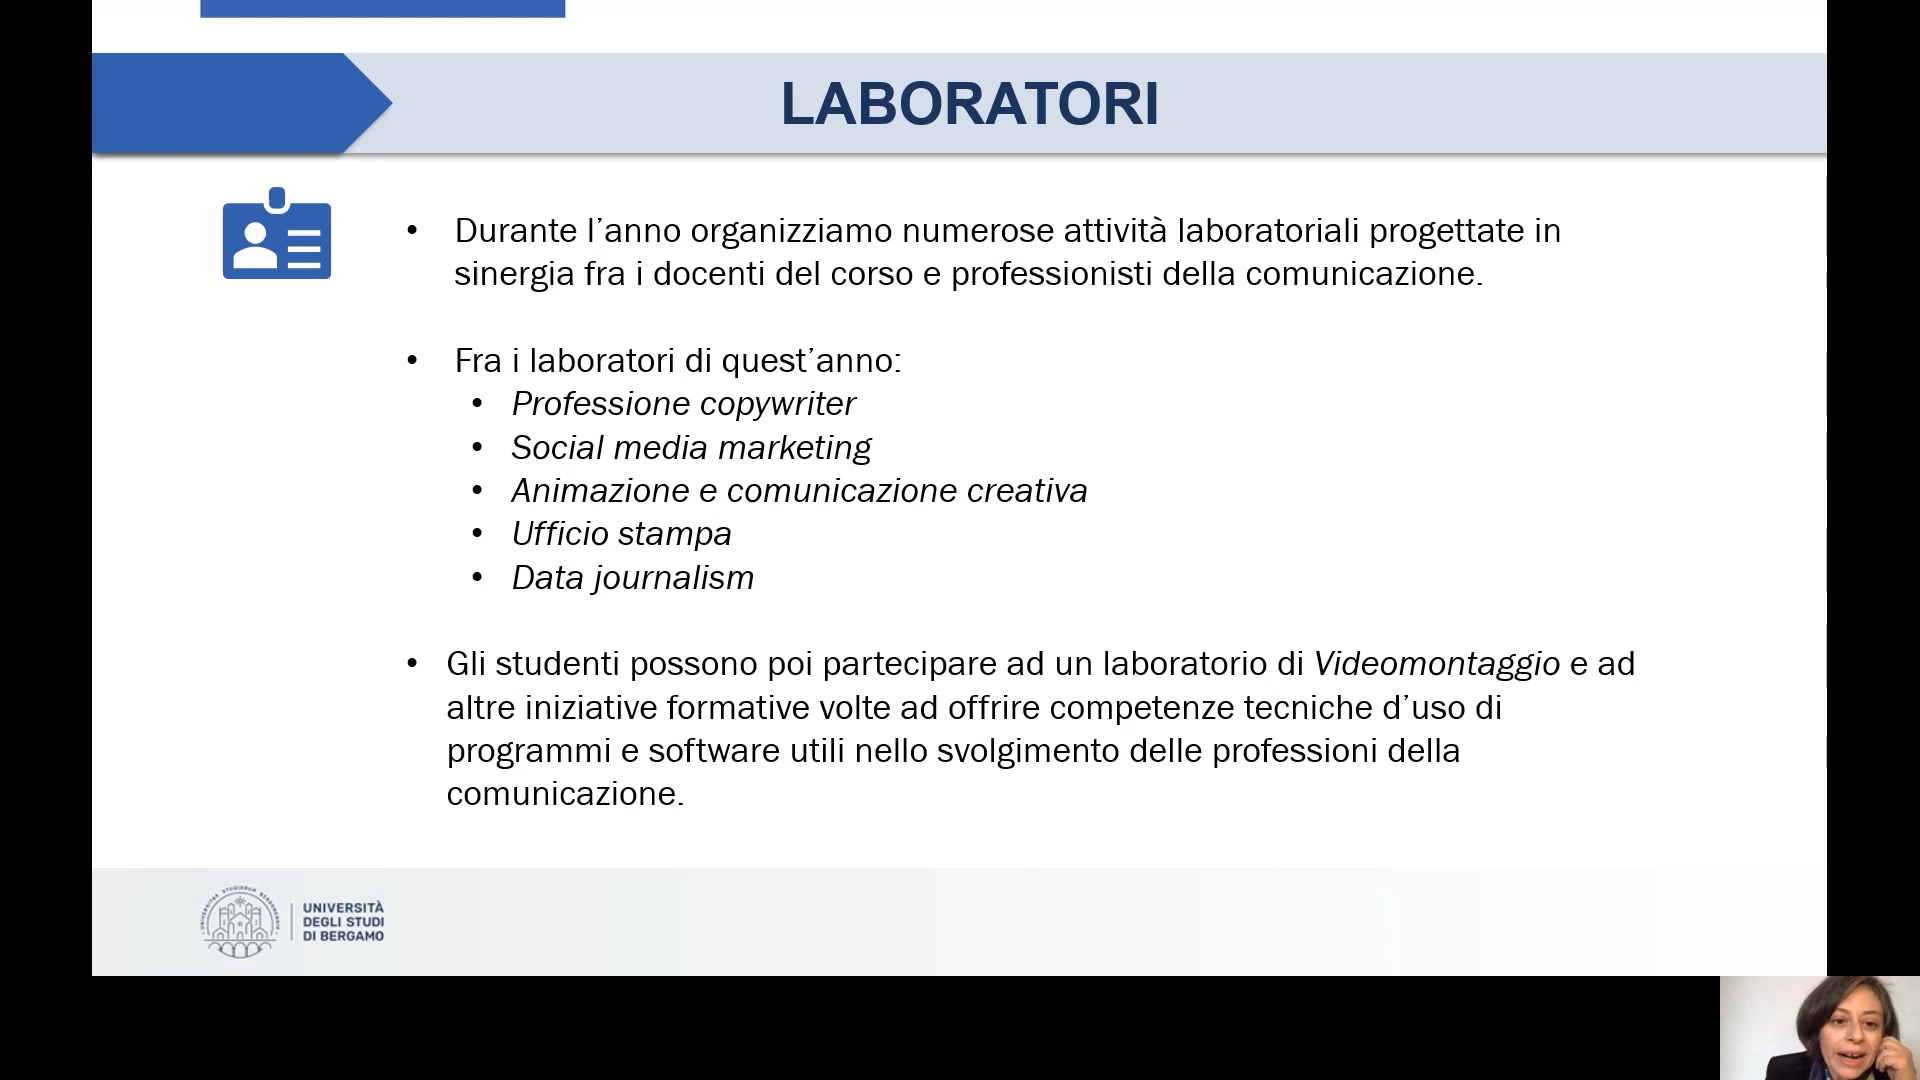 LABORATORI
• Durante l’anno organizziamo numerose attività laboratoriali progettate in
sinergia fra i docenti del corso e professionisti della comunicazione.
• Fra i laboratori di quest’anno:
• Professione copywriter
• Social media marketing
• Animazione e comunicazione creativa
• Ufficio stampa
• Data journalism
• Gli studenti possono poi partecipare ad un laboratorio di Videomontaggio e ad
altre iniziative formative volte ad offrire competenze tecniche d’uso di
programmi e software utili nello svolgimento delle professioni della
comunicazione.
UNIVERSITÀ
DEGLI STUDI
DI BERGAMO